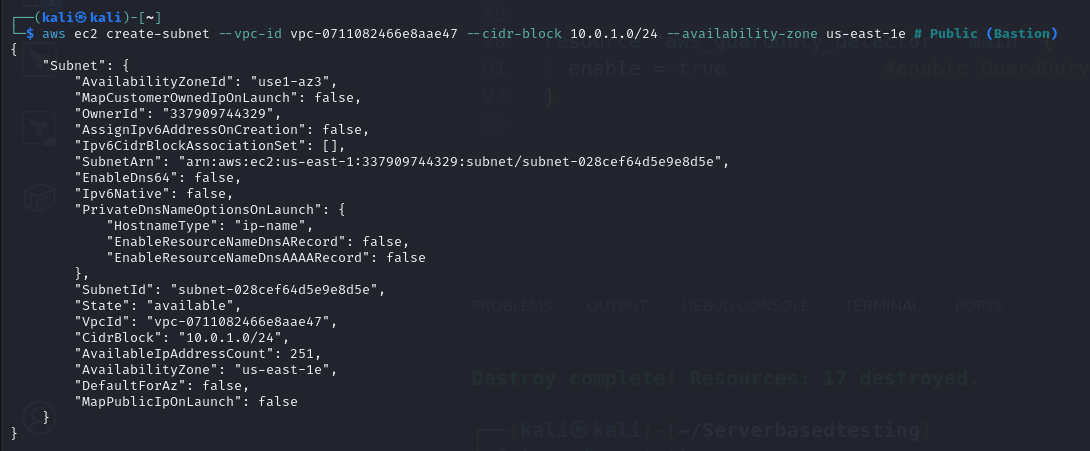 ┌──(kali㉿kali)-[~]
└─$ aws ec2 create-subnet --vpc-id vpc-0711082466e8aae47 --cidr-block 10.0.1.0/24 --availability-zone us-east-1e # Public (Bastion)
{
    "Subnet": {
        "AvailabilityZoneId": "use1-az3",
        "MapCustomerOwnedIpOnLaunch": false,
        "OwnerId": "337909744329",
        "AssignIpv6AddressOnCreation": false,
        "Ipv6CidrBlockAssociationSet": [],
        "SubnetArn": "arn:aws:ec2:us-east-1:337909744329:subnet/subnet-028cef64d5e9e8d5e",
        "EnableDns64": false,
        "Ipv6Native": false,
        "PrivateDnsNameOptionsOnLaunch": {
            "HostnameType": "ip-name",
            "EnableResourceNameDnsARecord": false,
            "EnableResourceNameDnsAAAARecord": false
        },
        "SubnetId": "subnet-028cef64d5e9e8d5e",
        "State": "available",
        "VpcId": "vpc-0711082466e8aae47",
        "CidrBlock": "10.0.1.0/24",
        "AvailableIpAddressCount": 251,
        "AvailabilityZone": "us-east-1e",
        "DefaultForAz": false,
        "MapPublicIpOnLaunch": false
    }
}
89
91 enable = true #enable GuardDuty
92 }
PROBLEMS OUTPUT DEBUG CONSOLE TERMINAL PORTS
Destroy complete! Resources: 17 destroyed.
┌──(kali㉿kali)-[~/Serverbasedtesting]